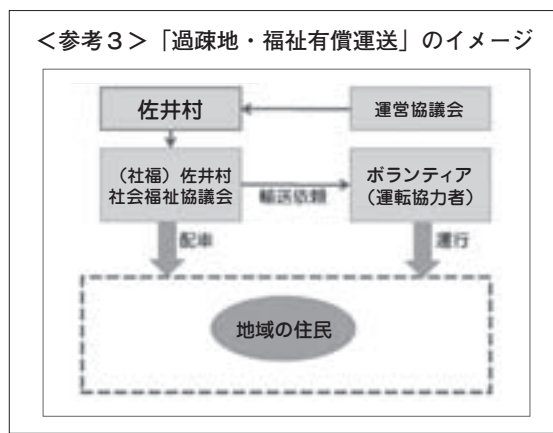 <参考3>「過疎地・福祉有償運送」のイメージ
佐井村
運営協議会
(社福)佐井村
社会福祉協議会
輸送依頼
ボランティア
(運転協力者)
配車
運行
地域の住民